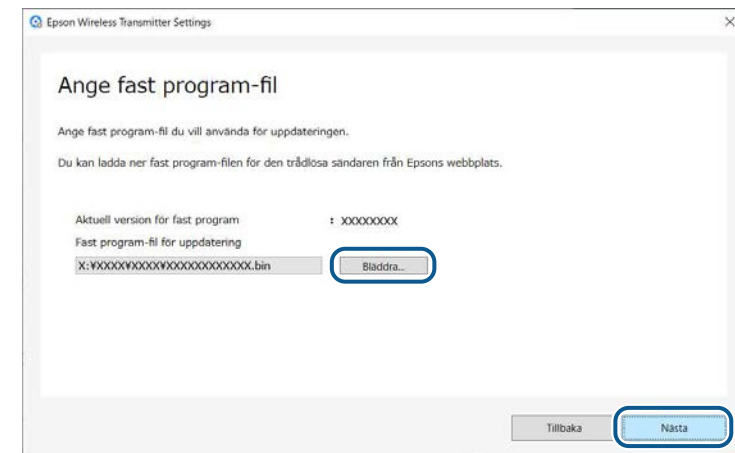 Epson Wireless Transmitter Settings
Ange fast program-fil
Ange fast program-fil du vill använda för uppdateringen.
Du kan ladda ner fast program-filen för den trådlösa sändaren från Epsons webbplats.
Aktuell version för fast program : XXXXXXXX
Fast program-fil för uppdatering
X:¥XXXX¥XXXX¥XXXXXXXXXXXX.bin Bläddra...
Tillbaka Nästa